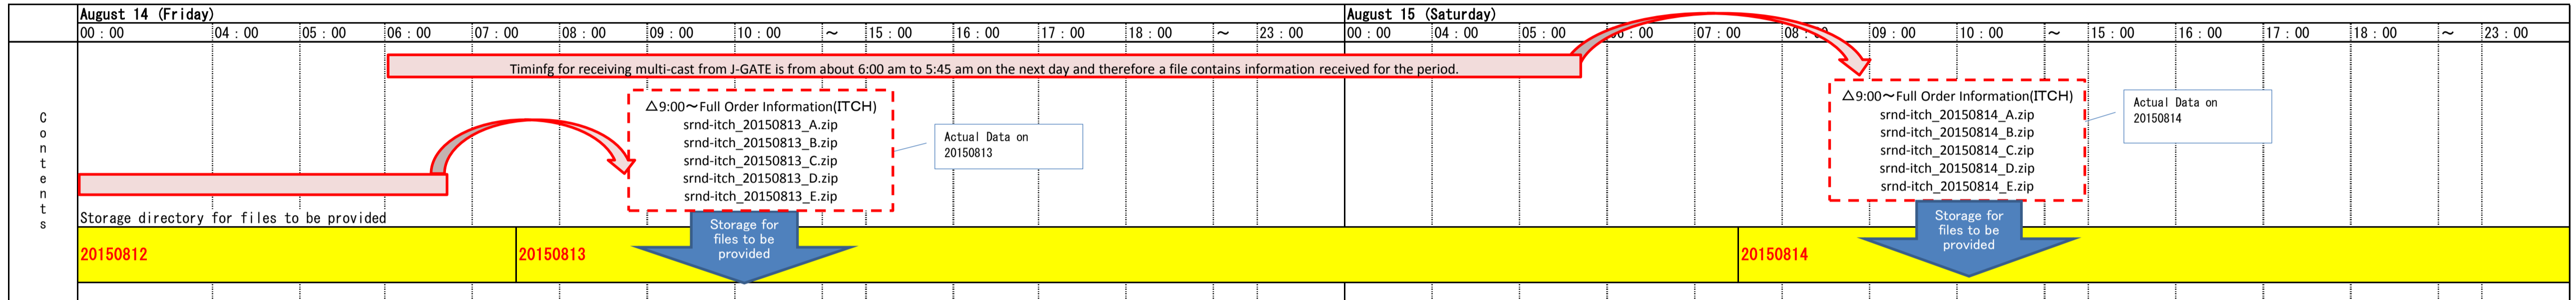 August 14 (Friday)
August 15 (Saturday)
00：00 04：00 05：00 06：00 07：00 08：00 09：00 10：00 ～ 15：00 16：00 17：00 18：00 ～ 23：00 00：00 04：00 05：00 06：00 07：00 08：00 09：00 10：00 ～ 15：00 16：00 17：00 18：00 ～ 23：00
Contents
Timinfg for receiving multi-cast from J-GATE is from about 6:00 am to 5:45 am on the next day and therefore a file contains information received for the period.
△9:00～Full Order Information(ITCH)
srnd-itch_20150813_A.zip
srnd-itch_20150813_B.zip
srnd-itch_20150813_C.zip
srnd-itch_20150813_D.zip
srnd-itch_20150813_E.zip
Actual Data on
20150813
△9:00～Full Order Information(ITCH)
srnd-itch_20150814_A.zip
srnd-itch_20150814_B.zip
srnd-itch_20150814_C.zip
srnd-itch_20150814_D.zip
srnd-itch_20150814_E.zip
Actual Data on
20150814
Storage directory for files to be provided
Storage for
files to be
provided
Storage for
files to be
provided
20150812
20150813
20150814